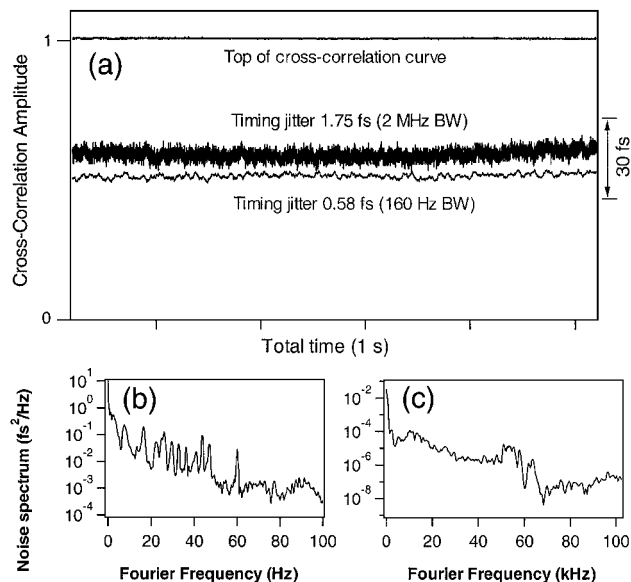 1
(a)
Top of cross-correlation curve
Timing jitter 1.75 fs (2 MHz BW)
Timing jitter 0.58 fs (160 Hz BW)
30 fs
Cross-Correlation Amplitude
0
Total time (1 s)
Noise spectrum (fs²/Hz)
(b)
10¹
10⁰
10⁻¹
10⁻²
10⁻³
10⁻⁴
0 20 40 60 80 100
Fourier Frequency (Hz)
(c)
10⁻²
10⁻⁴
10⁻⁶
10⁻⁸
0 20 40 60 80 100
Fourier Frequency (kHz)